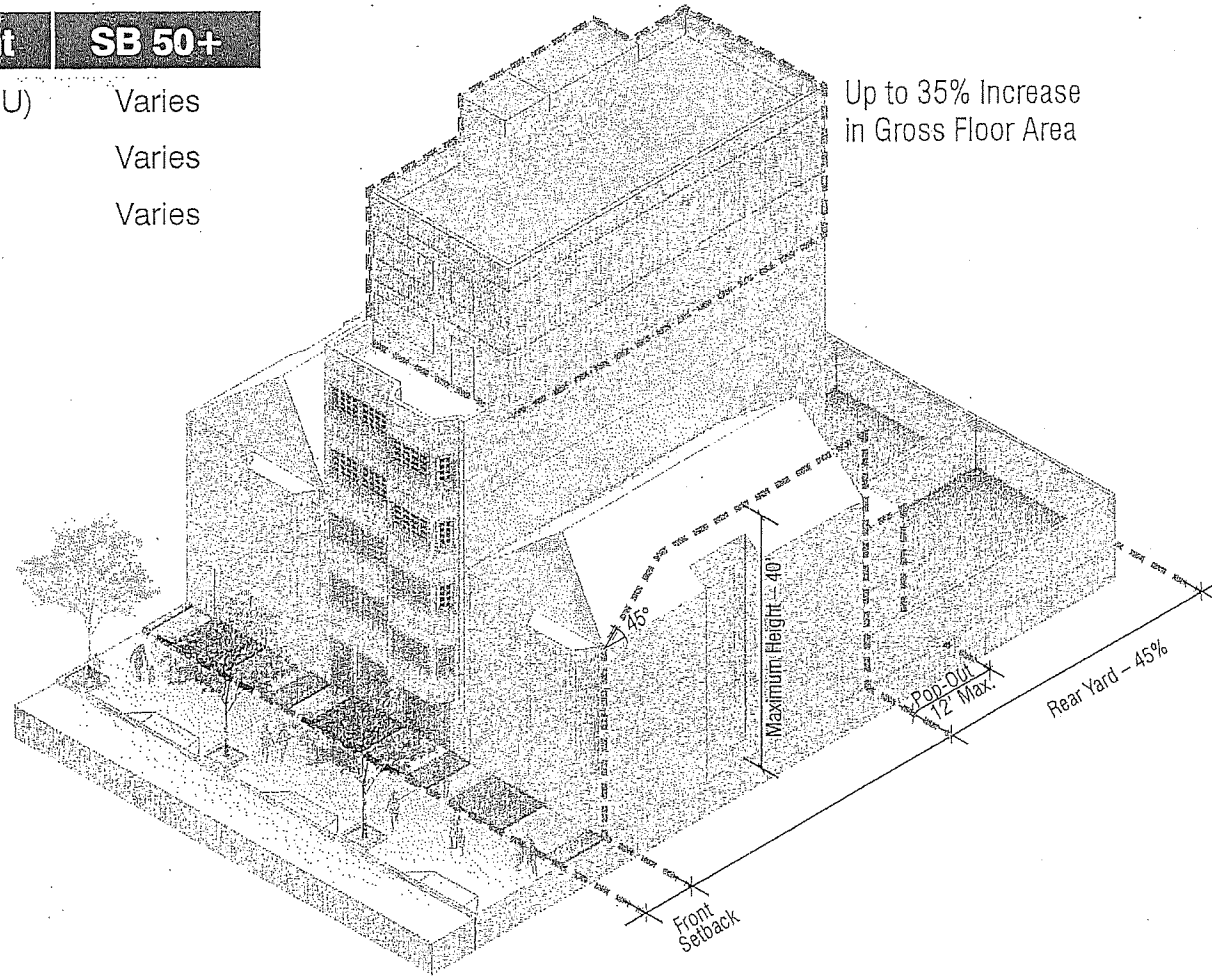 t SB 50+
U) Varies
Varies
Varies
Up to 35% Increase
in Gross Floor Area
45°
Maximum Height – 40'
Pop-Out
12' Max.
Rear Yard – 45%
Front
Setback